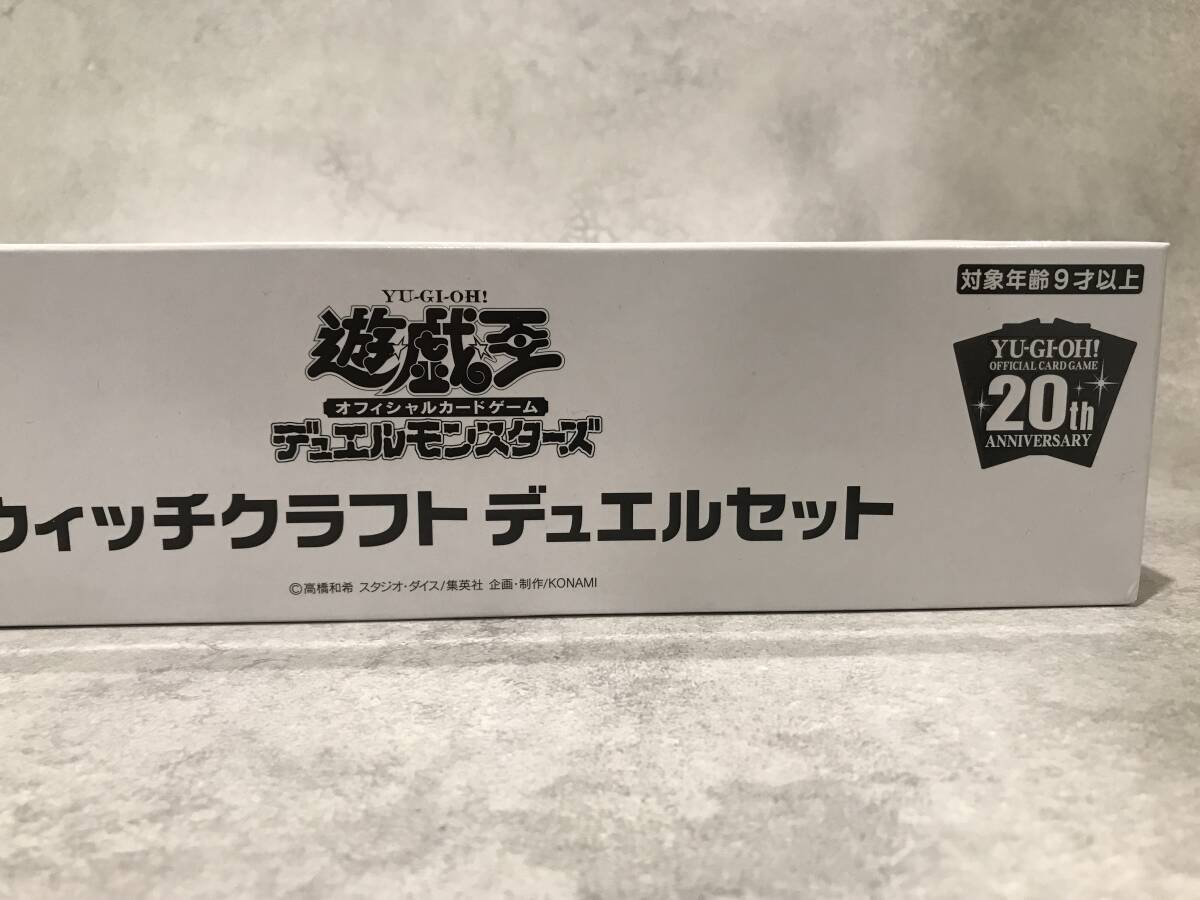 YU-GI-OH!
遊☆戯☆王
オフィシャルカードゲーム
デュエルモンスターズ
ウィッチクラフト デュエルセット
©高橋和希 スタジオ・ダイス/集英社 企画・制作/KONAMI
対象年齢9才以上
YU-GI-OH!
OFFICIAL CARD GAME
20th
ANNIVERSARY